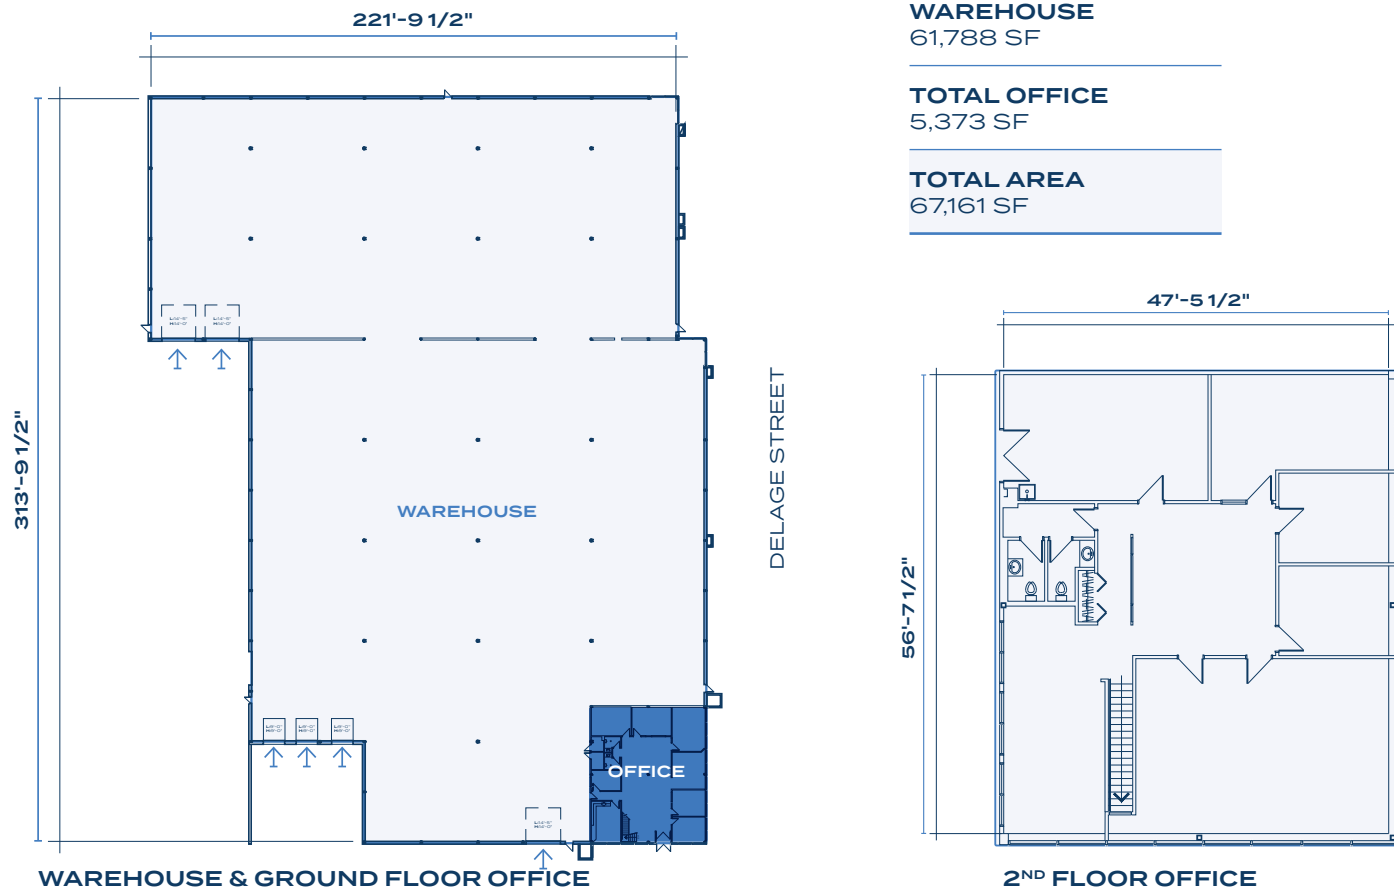 221'-9 1/2"
WAREHOUSE
61,788 SF
TOTAL OFFICE
5,373 SF
TOTAL AREA
67,161 SF
313'-9 1/2"
WAREHOUSE
OFFICE
DELAGE STREET
47'-5 1/2"
56'-7 1/2"
WAREHOUSE & GROUND FLOOR OFFICE
2ND FLOOR OFFICE